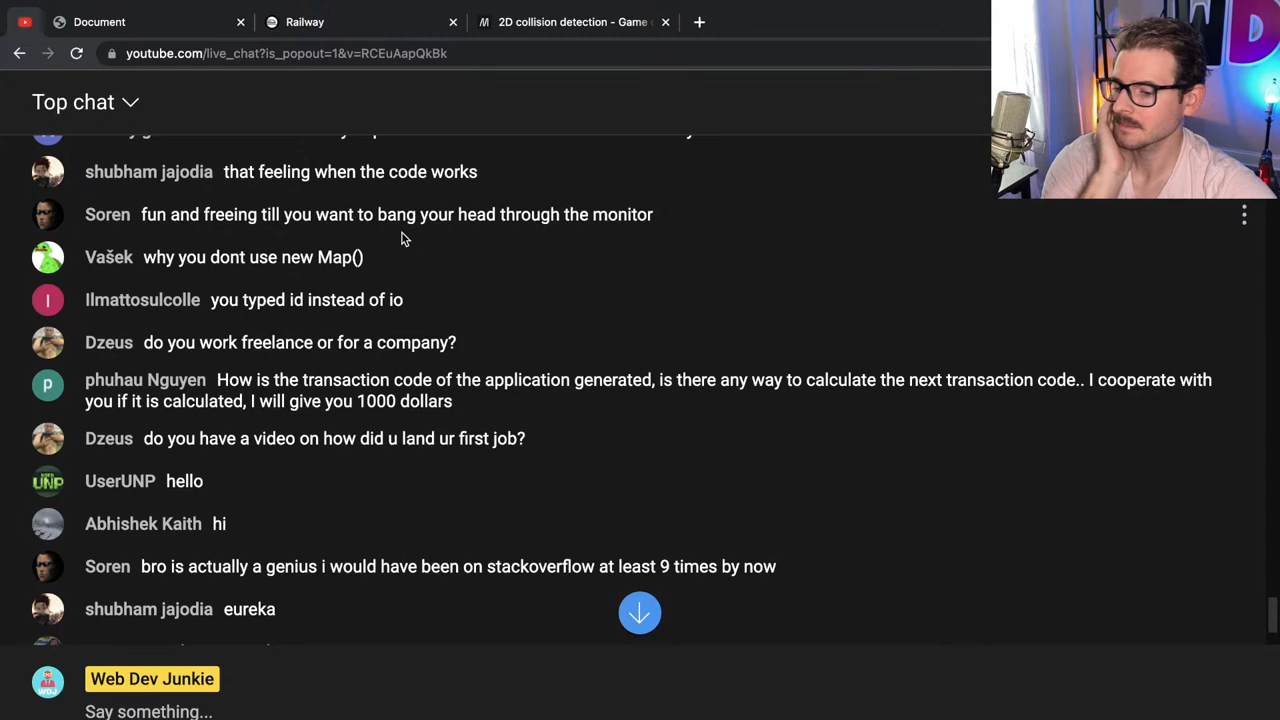 Document
Railway
2D collision detection - Game
youtube.com/live_chat?is_popout=1&v=RCEuAapQkBk
Top chat
shubham jajodia that feeling when the code works
Soren fun and freeing till you want to bang your head through the monitor
Vašek why you dont use new Map()
Ilmattosulcolle you typed id instead of io
Dzeus do you work freelance or for a company?
phuhau Nguyen How is the transaction code of the application generated, is there any way to calculate the next transaction code.. I cooperate with
you if it is calculated, I will give you 1000 dollars
Dzeus do you have a video on how did u land ur first job?
UserUNP hello
Abhishek Kaith hi
Soren bro is actually a genius i would have been on stackoverflow at least 9 times by now
shubham jajodia eureka
Web Dev Junkie
Say something...